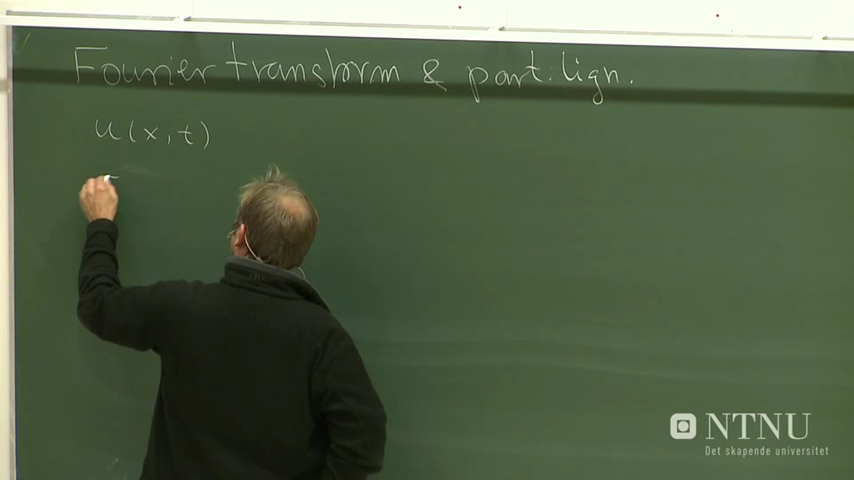 Fourier transform & part. lign.
u(x,t)
NTNU
Det skapende universitet